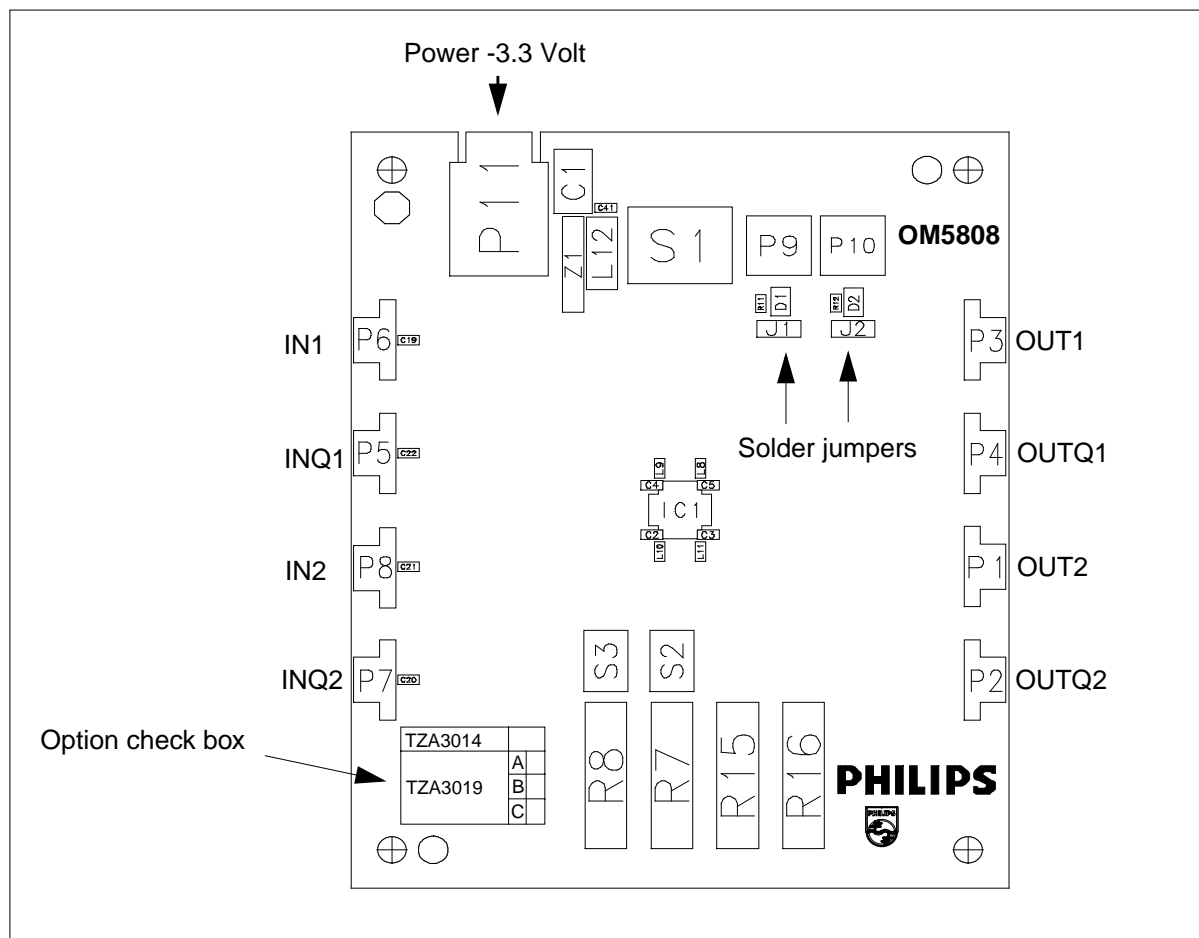 Power -3.3 Volt
P11
C1
C41
Z1
L12
S1
P9
P10
OM5808
R11
D1
R12
D2
J1
J2
IN1
P6
C19
P3
OUT1
Solder jumpers
INQ1
P5
C22
P4
OUTQ1
L9
L8
C4
C5
IC1
C2
C3
L10
L11
IN2
P8
C21
P1
OUT2
INQ2
P7
C20
S3
S2
P2
OUTQ2
Option check box
TZA3014
TZA3019
A
B
C
R8
R7
R15
R16
PHILIPS
PHILIPS